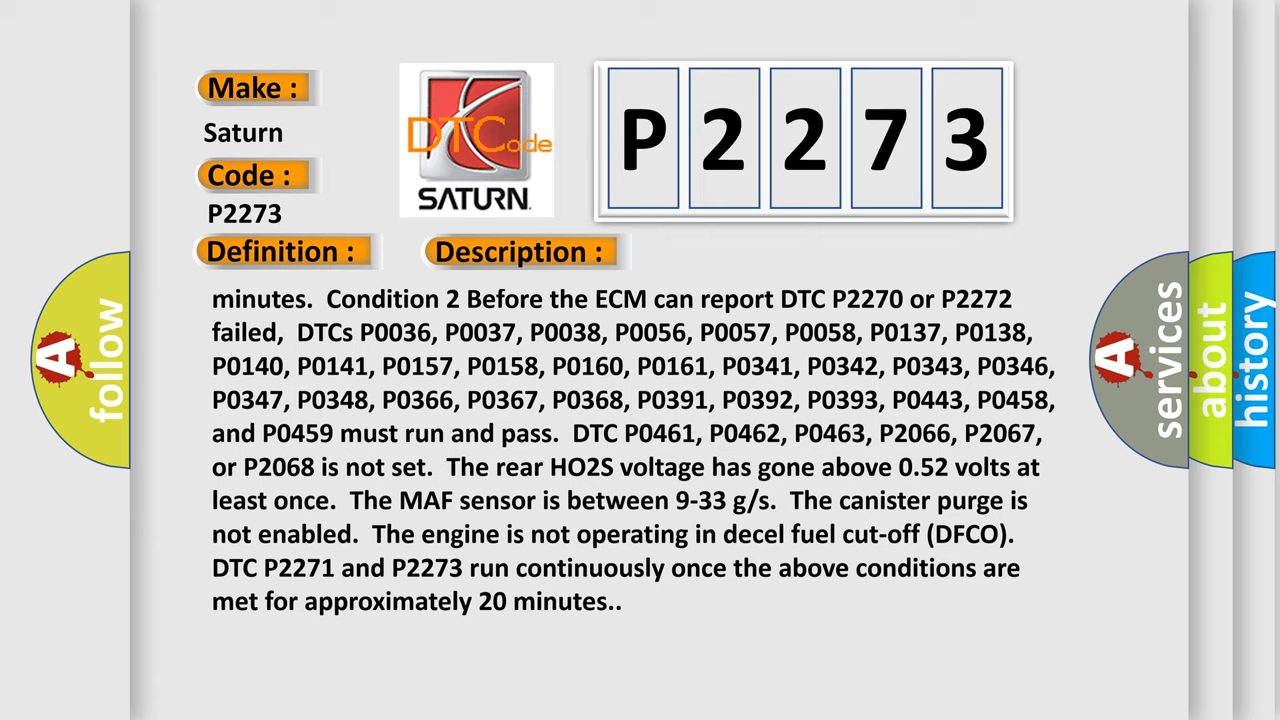 Make :
Saturn
Code :
P2273
DTCode
SATURN
P 2 2 7 3
Definition :
Description :
minutes. Condition 2 Before the ECM can report DTC P2270 or P2272
failed, DTCs P0036, P0037, P0038, P0056, P0057, P0058, P0137, P0138,
P0140, P0141, P0157, P0158, P0160, P0161, P0341, P0342, P0343, P0346,
P0347, P0348, P0366, P0367, P0368, P0391, P0392, P0393, P0443, P0458,
and P0459 must run and pass. DTC P0461, P0462, P0463, P2066, P2067,
or P2068 is not set. The rear HO2S voltage has gone above 0.52 volts at
least once. The MAF sensor is between 9-33 g/s. The canister purge is
not enabled. The engine is not operating in decel fuel cut-off (DFCO).
DTC P2271 and P2273 run continuously once the above conditions are
met for approximately 20 minutes..
A
follow
A
services
about
history